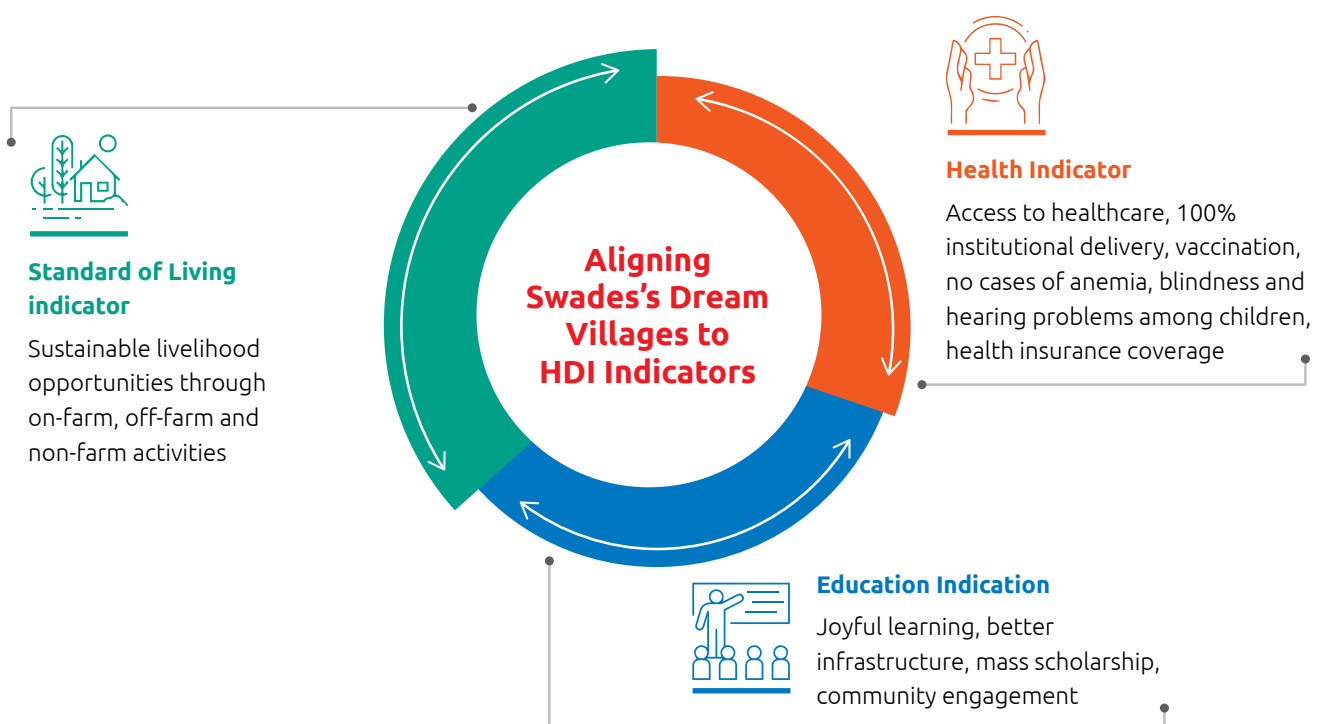 Aligning
Swades's Dream
Villages to
HDI Indicators
Health Indicator
Access to healthcare, 100%
institutional delivery, vaccination,
no cases of anemia, blindness and
hearing problems among children,
health insurance coverage
Standard of Living
indicator
Sustainable livelihood
opportunities through
on-farm, off-farm and
non-farm activities
Education Indication
Joyful learning, better
infrastructure, mass scholarship,
community engagement